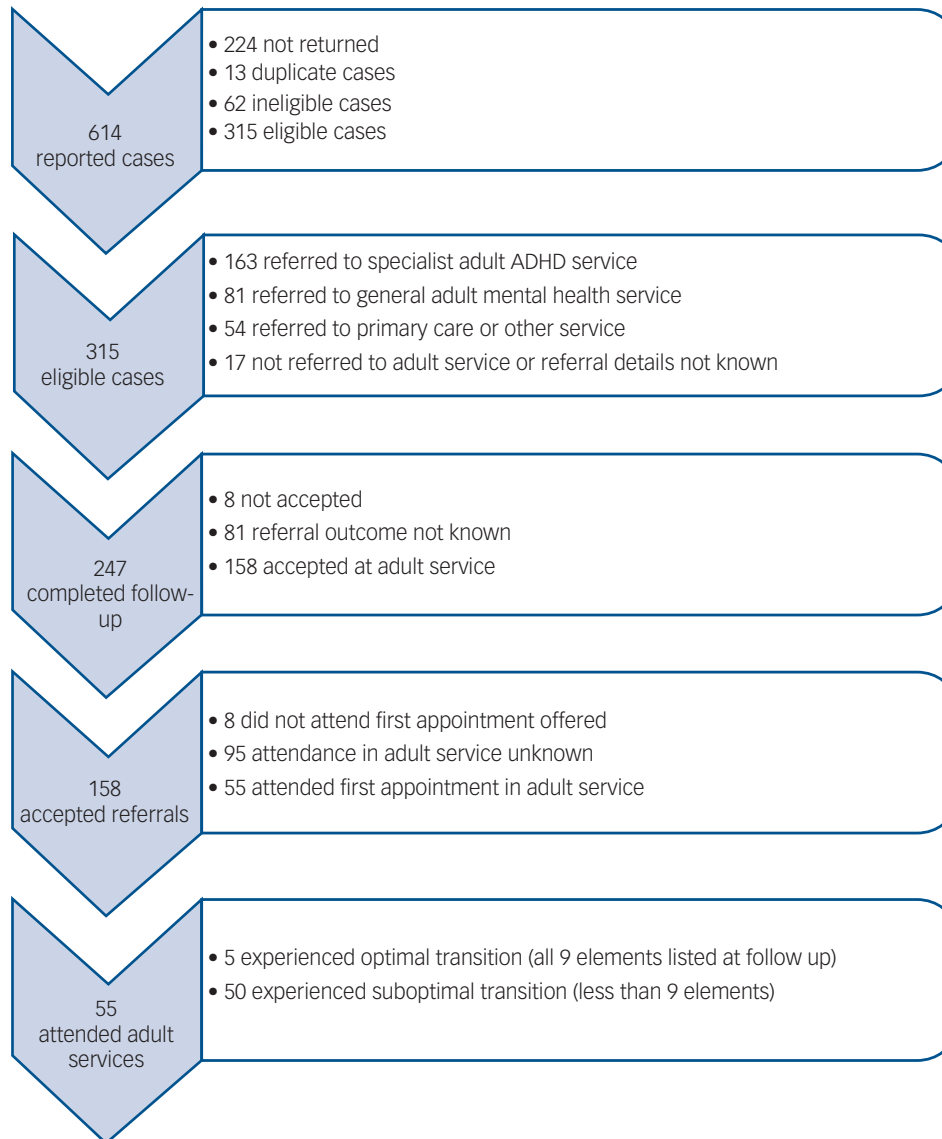 614
reported cases
• 224 not returned
• 13 duplicate cases
• 62 ineligible cases
• 315 eligible cases
315
eligible cases
• 163 referred to specialist adult ADHD service
• 81 referred to general adult mental health service
• 54 referred to primary care or other service
• 17 not referred to adult service or referral details not known
247
completed follow-
up
• 8 not accepted
• 81 referral outcome not known
• 158 accepted at adult service
158
accepted referrals
• 8 did not attend first appointment offered
• 95 attendance in adult service unknown
• 55 attended first appointment in adult service
55
attended adult
services
• 5 experienced optimal transition (all 9 elements listed at follow up)
• 50 experienced suboptimal transition (less than 9 elements)